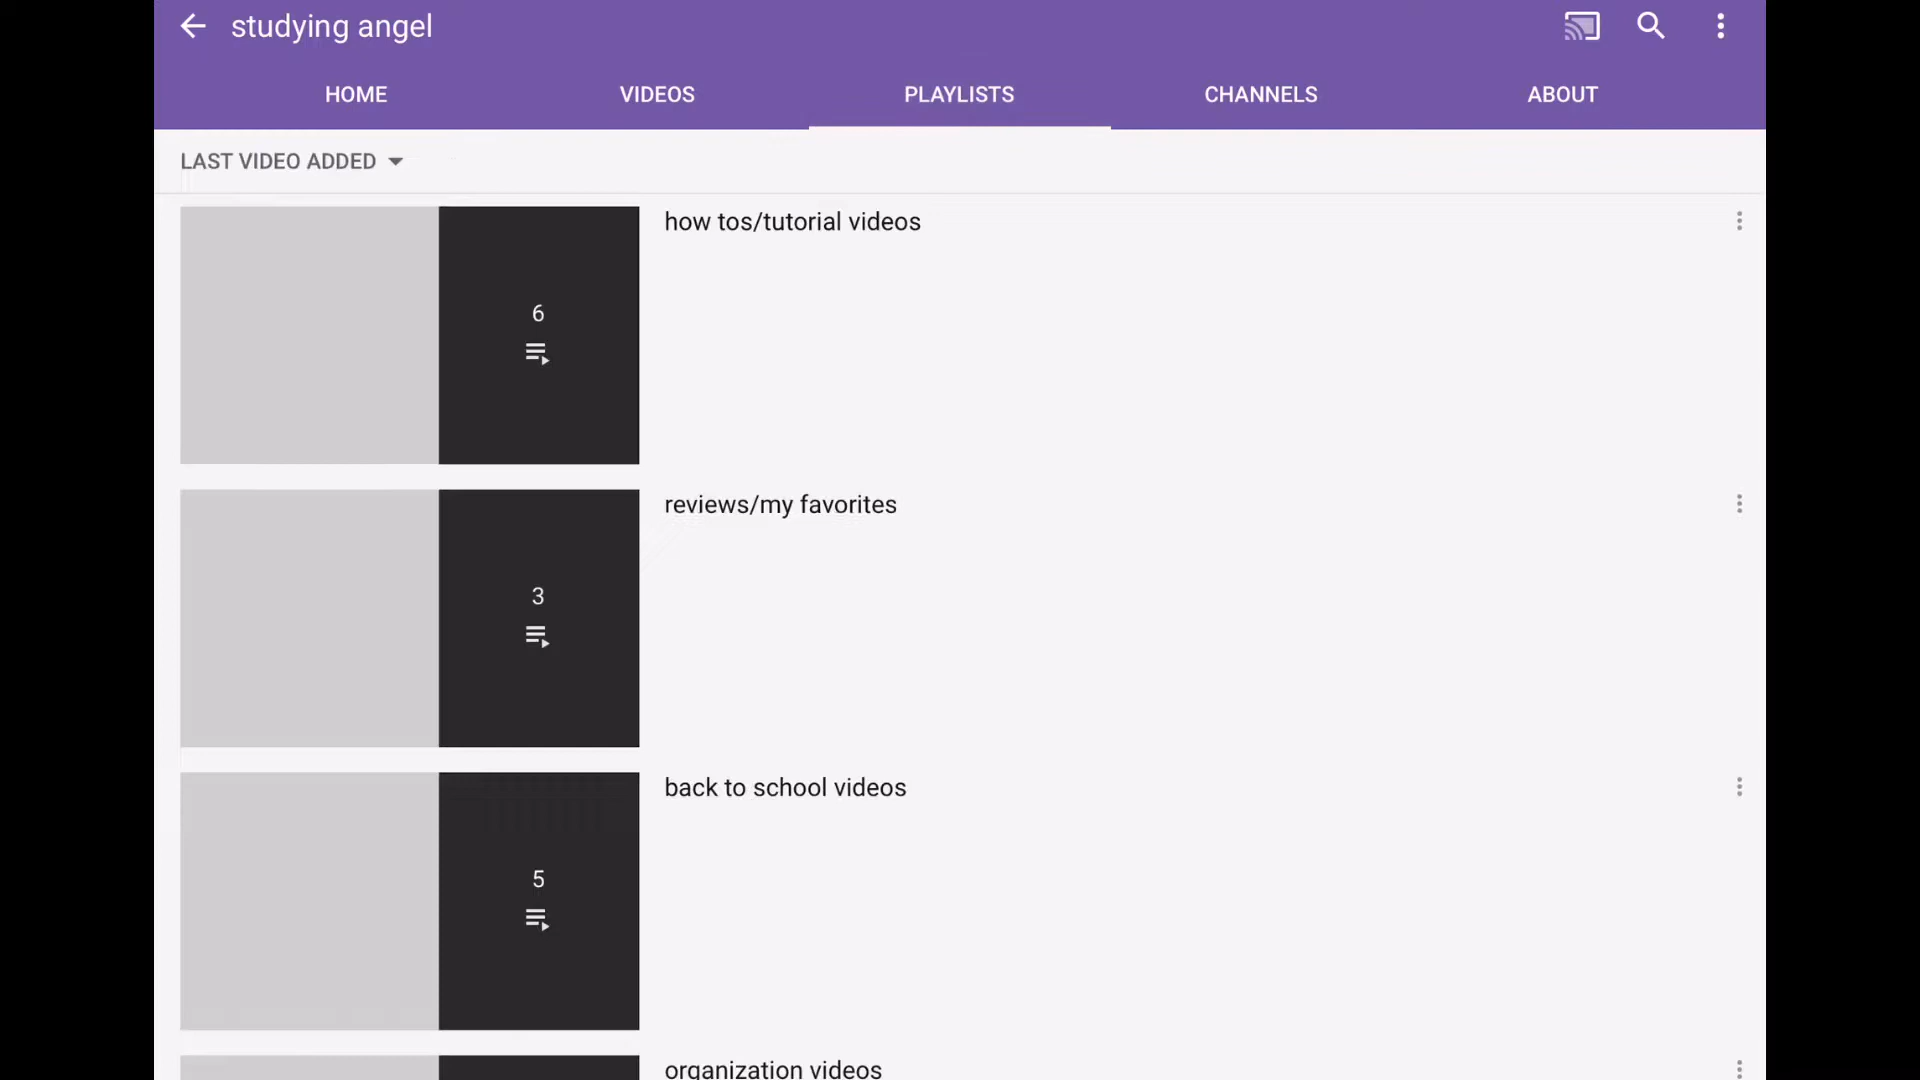 studying angel
HOME VIDEOS PLAYLISTS CHANNELS ABOUT
LAST VIDEO ADDED
how tos/tutorial videos
6
reviews/my favorites
3
back to school videos
5
organization videos